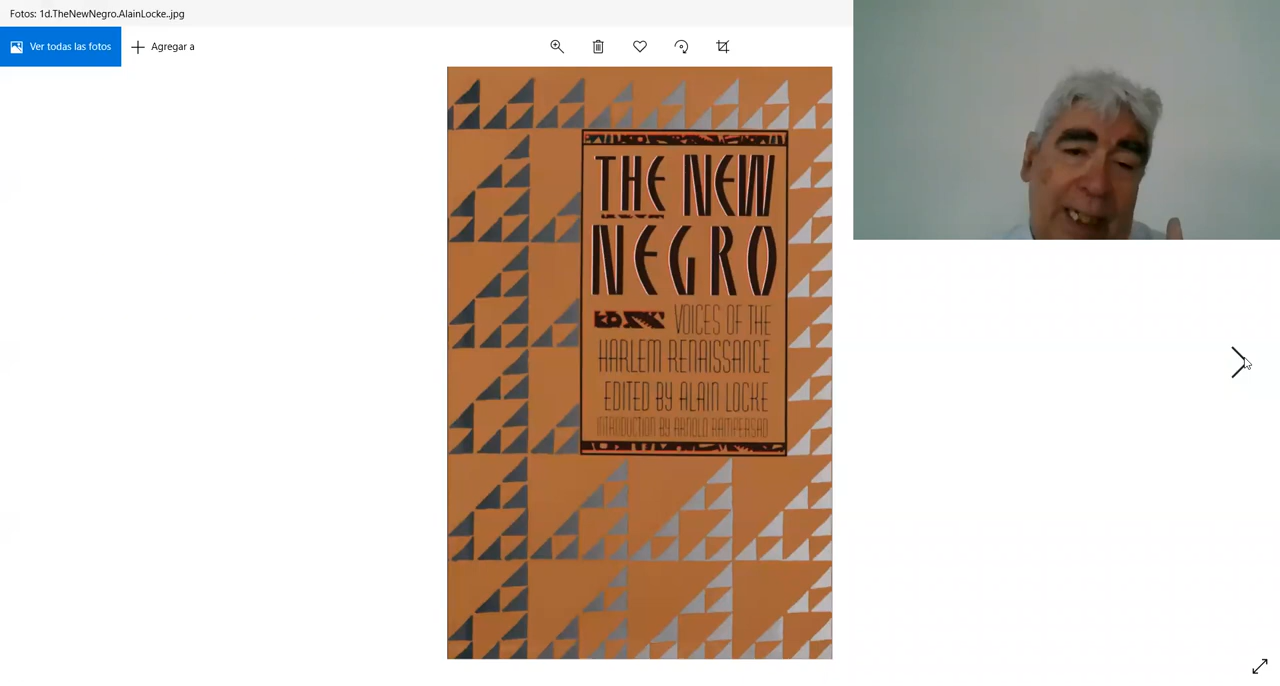 Fotos: 1d.TheNewNegro.AlainLocke..jpg
Ver todas las fotos
Agregar a
THE NEW
NEGRO
VOICES OF THE
HARLEM RENAISSANCE
EDITED BY ALAIN LOCKE
INTRODUCTION BY ARNOLD RAMPERSAD